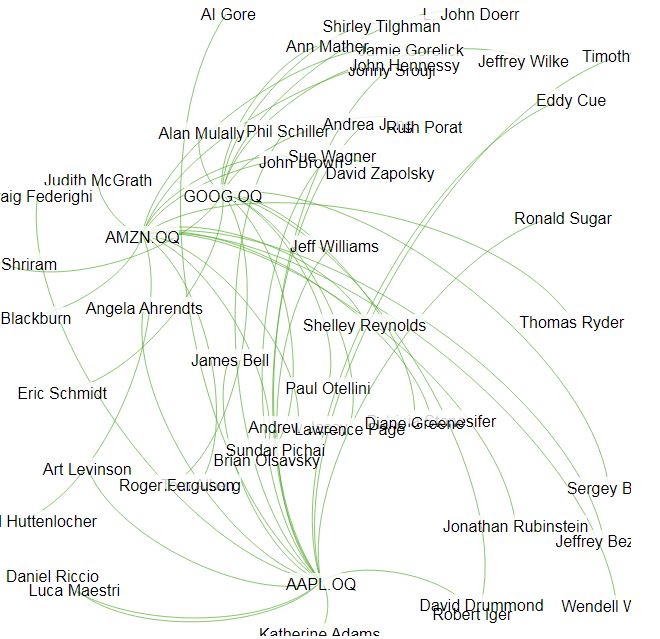 Al Gore
John Doerr
Shirley Tilghman
Ann Mather
Jamie Gorelick
Timoth
Jeffrey Wilke
John Hennessy
Jonny Srouji
Eddy Cue
Andrea Jung
Ruth Porat
Alan Mulally
Phil Schiller
Sue Wagner
John Brown
David Zapolsky
Judith McGrath
GOOG.OQ
aig Federighi
Ronald Sugar
AMZN.OQ
Jeff Williams
Shriram
Angela Ahrendts
Blackburn
Thomas Ryder
Shelley Reynolds
James Bell
Paul Otellini
Eric Schmidt
Diane Greene
esifer
Andrew
Lawrence Page
Sundar Pichai
Brian Olsavsky
Art Levinson
Roger Ferguson
Sergey B
Huttenlocher
Jonathan Rubinstein
Jeffrey Bez
Daniel Riccio
AAPL.OQ
Luca Maestri
David Drummond
Wendell W
Robert Iger
Katherine Adams